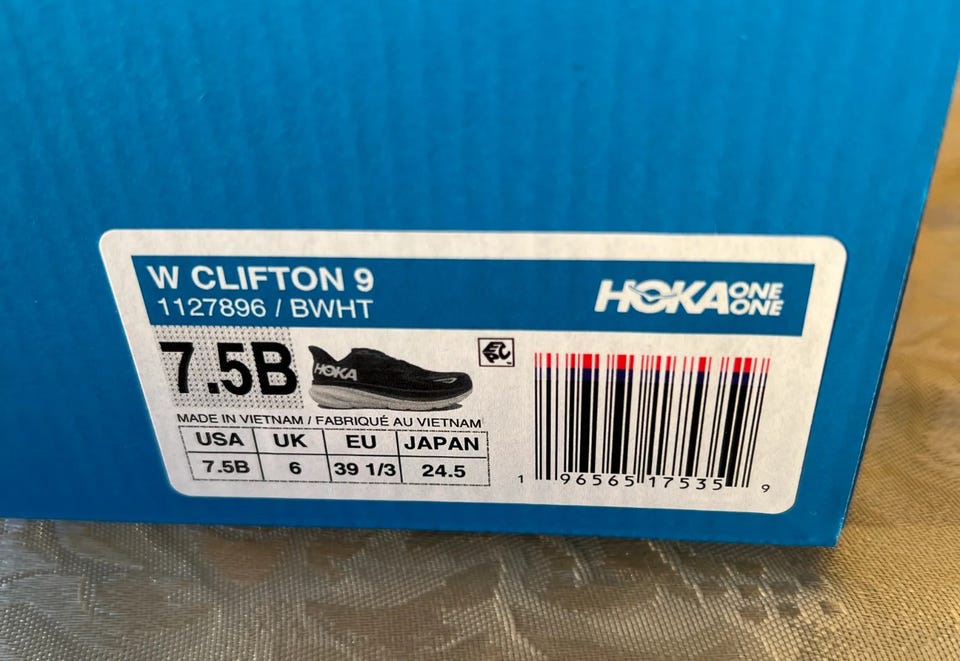 W CLIFTON 9
1127896 / BWHT
HOKA ONE ONE
7.5B
HOKA
MADE IN VIETNAM / FABRIQUÉ AU VIETNAM
USA UK EU JAPAN
7.5B 6 39 1/3 24.5
1 96565 17535 9